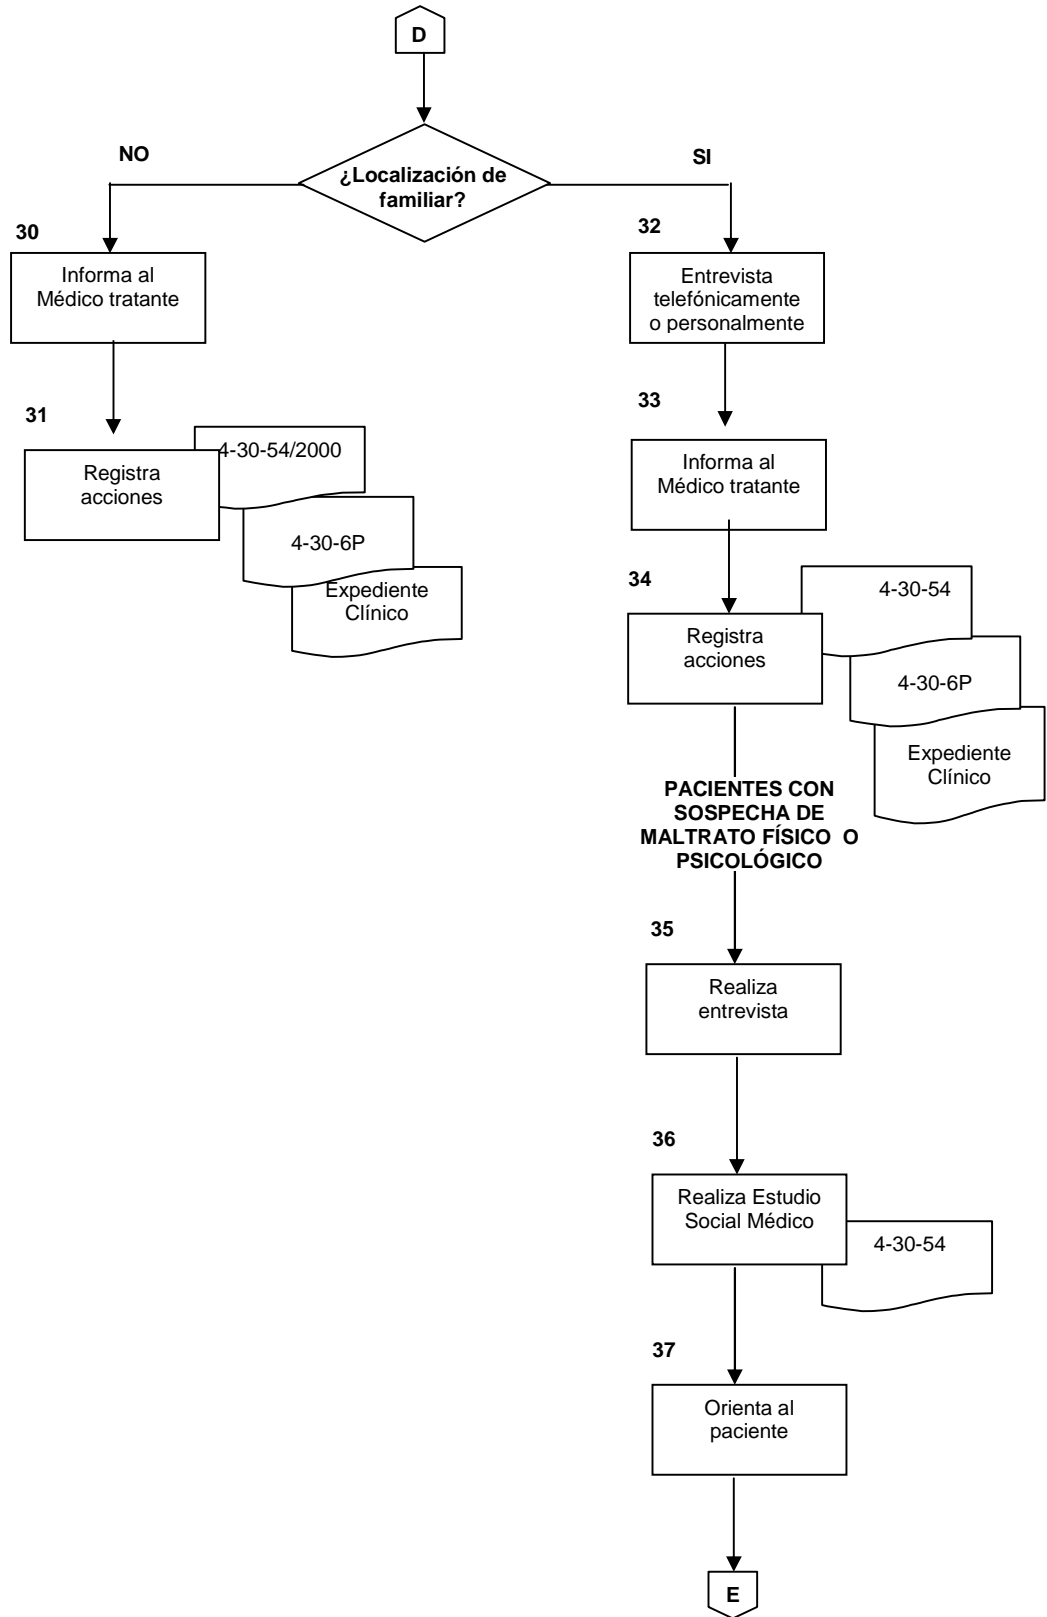 D
¿Localización de
familiar?
NO
SI
30
Informa al
Médico tratante
31
Registra
acciones
4-30-54/2000
4-30-6P
Expediente
Clínico
32
Entrevista
telefónicamente
o personalmente
33
Informa al
Médico tratante
34
Registra
acciones
4-30-54
4-30-6P
Expediente
Clínico
PACIENTES CON
SOSPECHA DE
MALTRATO FÍSICO O
PSICOLÓGICO
35
Realiza
entrevista
36
Realiza Estudio
Social Médico
4-30-54
37
Orienta al
paciente
E